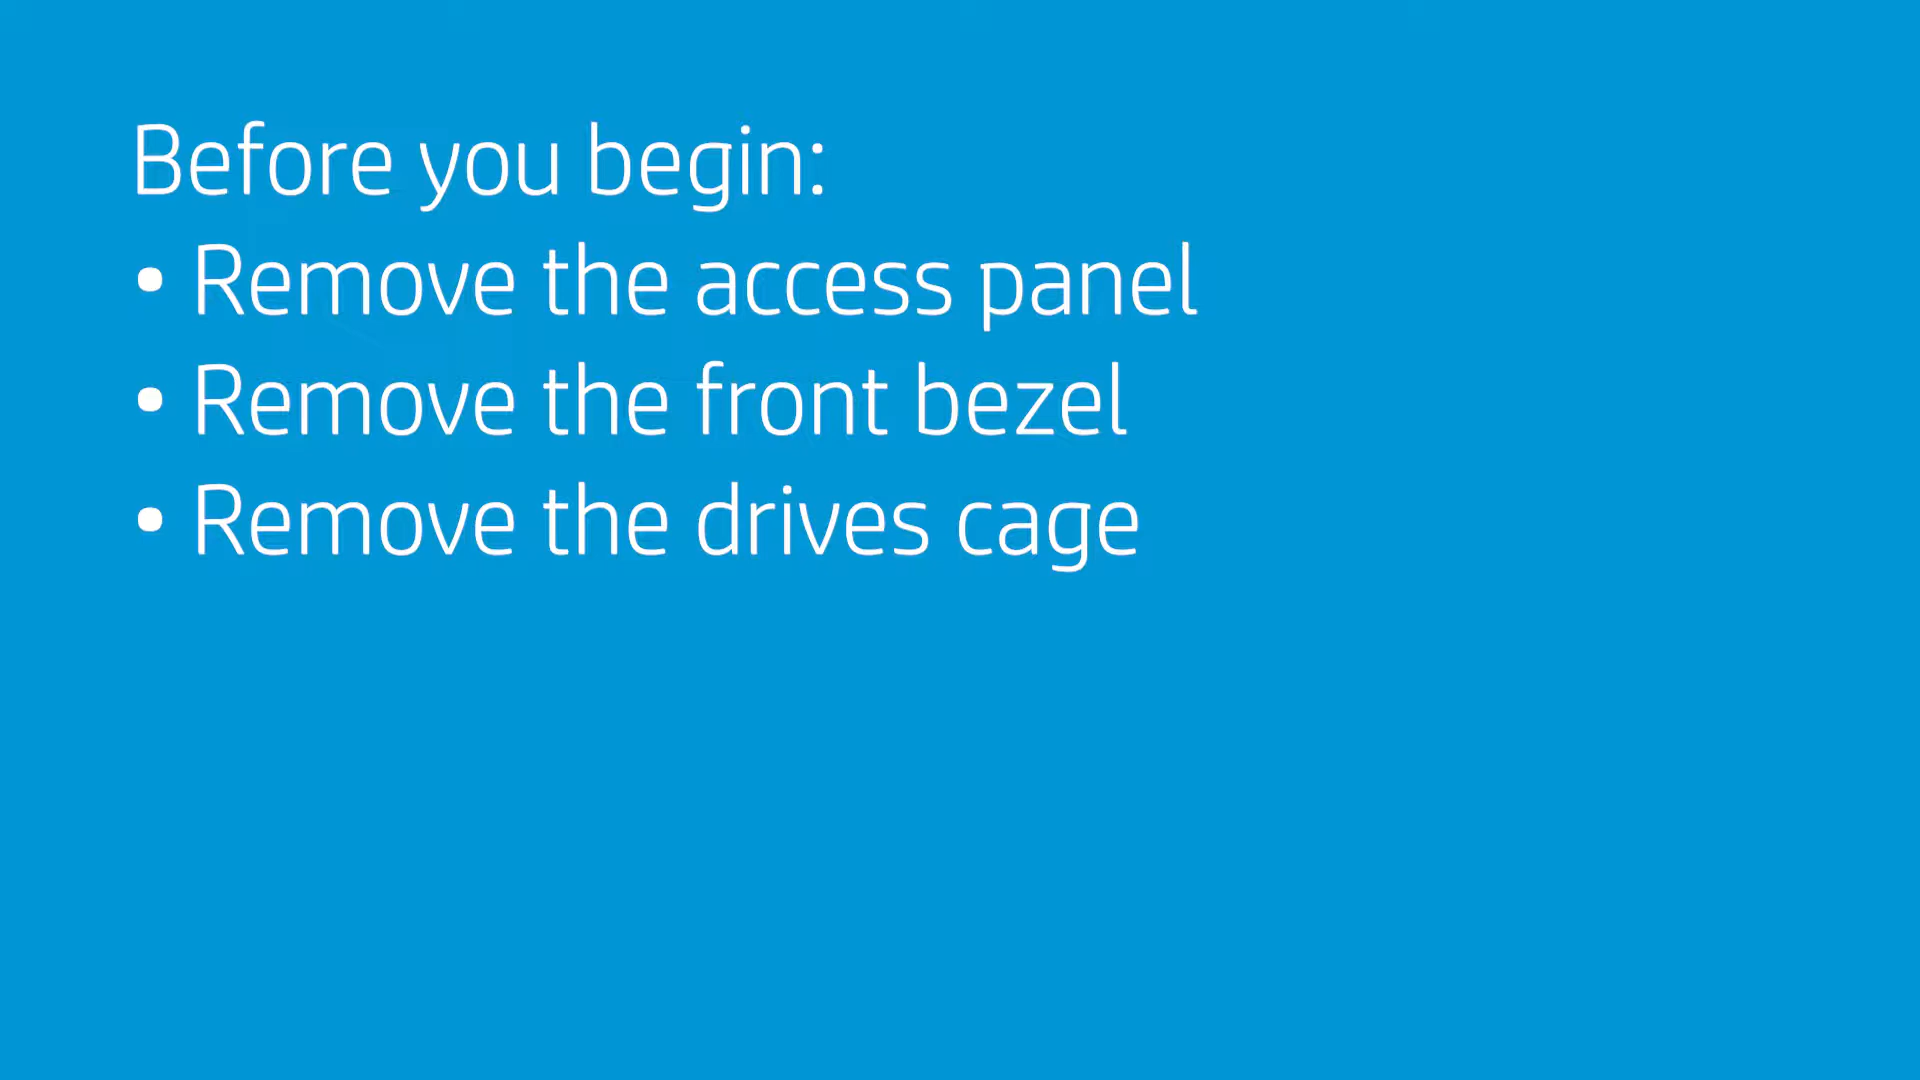 Before you begin:
• Remove the access panel
• Remove the front bezel
• Remove the drives cage